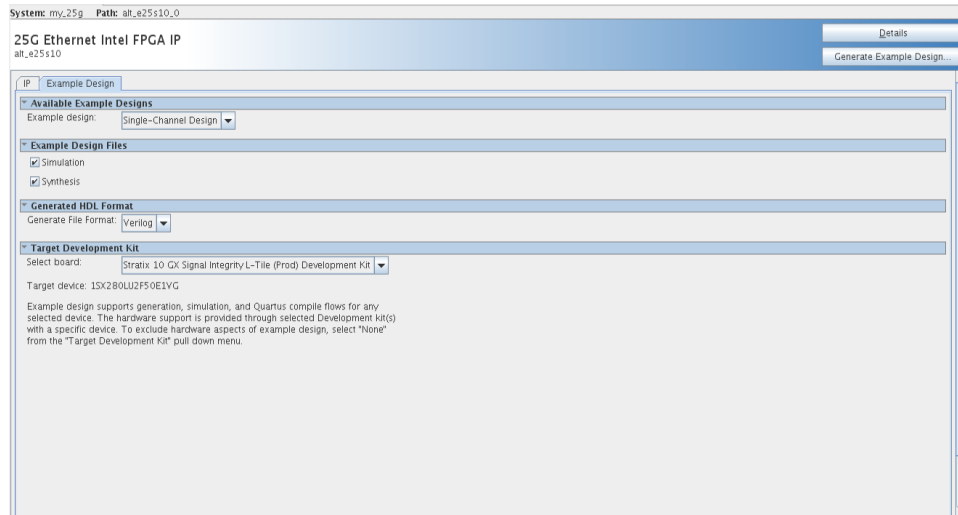 System: my_25g Path: alt_e25s10_0
25G Ethernet Intel FPGA IP
alt_e25s10
Details
Generate Example Design...
IP Example Design
Available Example Designs
Example design: Single-Channel Design
Example Design Files
Simulation
Synthesis
Generated HDL Format
Generate File Format: Verilog
Target Development Kit
Select board: Stratix 10 GX Signal Integrity L-Tile (Prod) Development Kit
Target device: 1SX280LU2F50E1VG
Example design supports generation, simulation, and Quartus compile flows for any
selected device. The hardware support is provided through selected Development kit(s)
with a specific device. To exclude hardware aspects of example design, select "None"
from the "Target Development Kit" pull down menu.